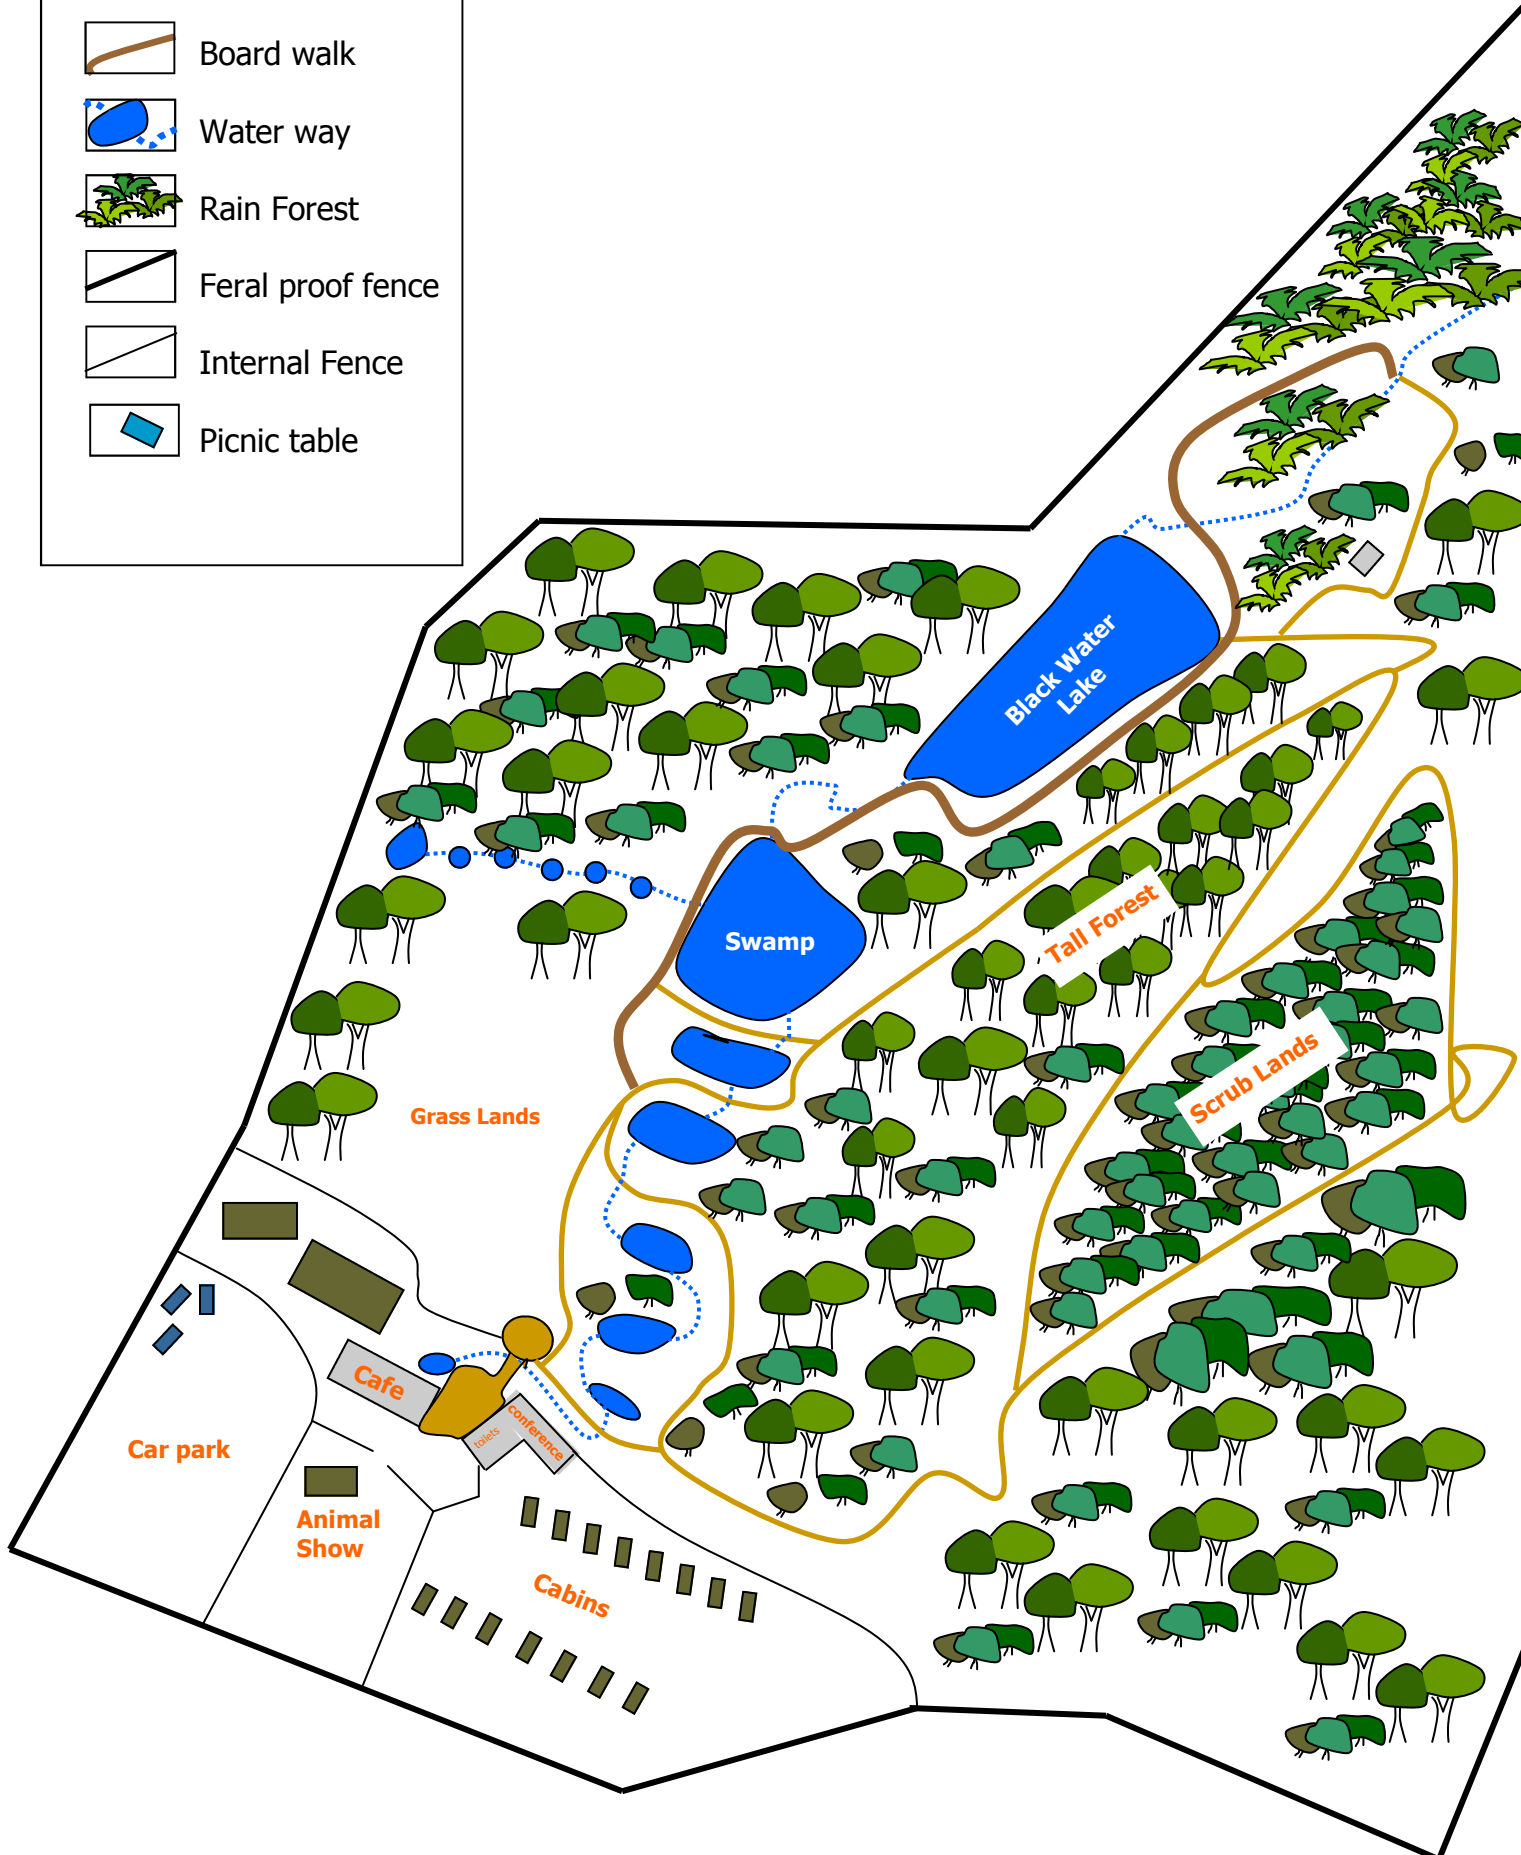 Board walk
Water way
Rain Forest
Feral proof fence
Internal Fence
Picnic table
Black Water
Lake
Swamp
Tall Forest
Scrub Lands
Grass Lands
Cafe
conference
toilets
Car park
Animal
Show
Cabins